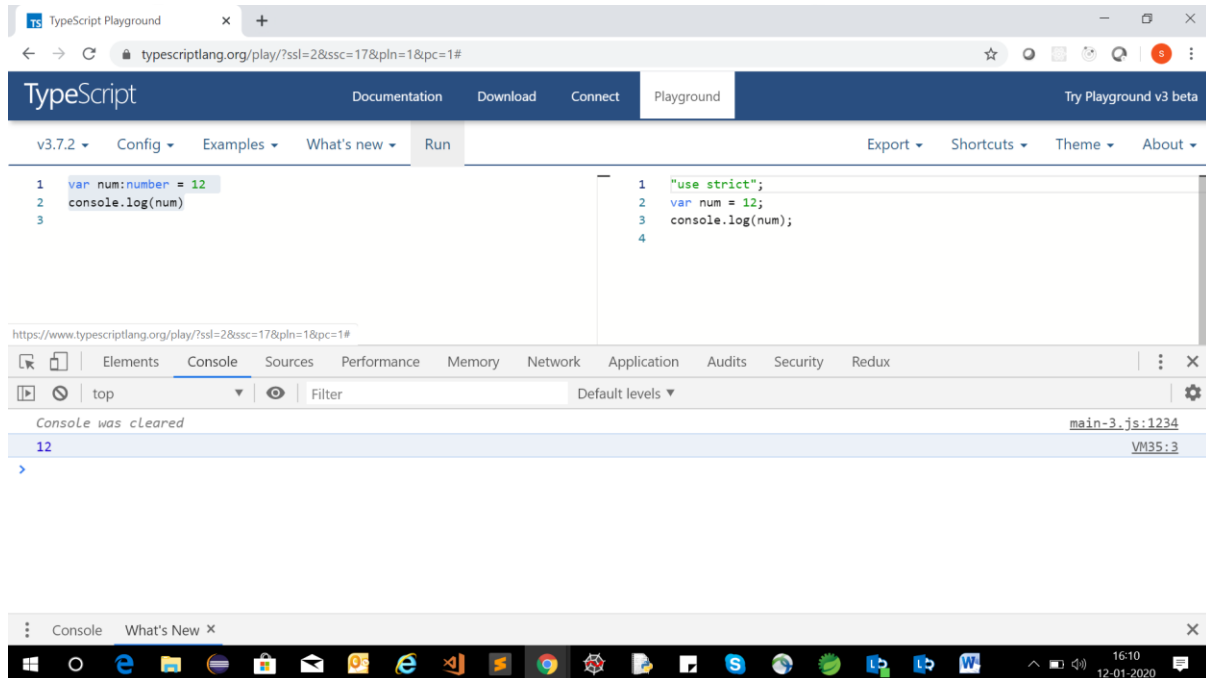 TS TypeScript Playground × +
typescriptlang.org/play/?ssl=2&ssc=17&pln=1&pc=1# S
TypeScript Documentation Download Connect Playground Try Playground v3 beta
v3.7.2 Config Examples What's new Run Export Shortcuts Theme About
1 var num:number = 12
2 console.log(num)
3
1 "use strict";
2 var num = 12;
3 console.log(num);
4
https://www.typescriptlang.org/play/?ssl=2&ssc=17&pln=1&pc=1#
Elements Console Sources Performance Memory Network Application Audits Security Redux
top Filter Default levels ▼
Console was cleared main-3.js:1234
12 VM35:3
>
Console What's New ×
16:10
12-01-2020